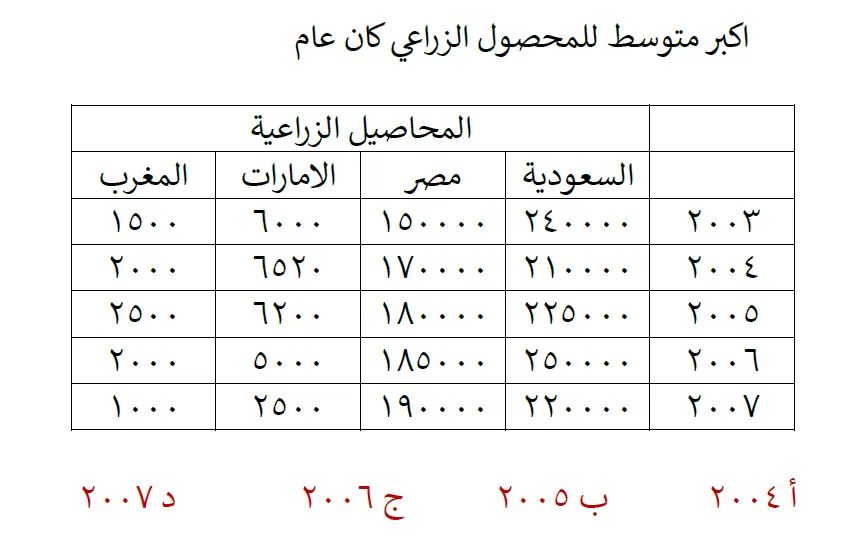 اكبر متوسط للمحصول الزراعي كان عام
المحاصيل الزراعية
السعودية مصر الامارات المغرب
٢٠٠٣ ٢٤٠٠٠٠ ١٥٠٠٠٠ ٦٠٠٠ ١٥٠٠
٢٠٠٤ ٢١٠٠٠٠ ١٧٠٠٠٠ ٦٥٢٠ ٢٠٠٠
٢٠٠٥ ٢٢٥٠٠٠ ١٨٠٠٠٠ ٦٢٠٠ ٢٥٠٠
٢٠٠٦ ٢٥٠٠٠٠ ١٨٥٠٠٠ ٥٠٠٠ ٢٠٠٠
٢٠٠٧ ٢٢٠٠٠٠ ١٩٠٠٠٠ ٢٥٠٠ ١٠٠٠
أ ٢٠٠٤ ب ٢٠٠٥ ج ٢٠٠٦ د ٢٠٠٧